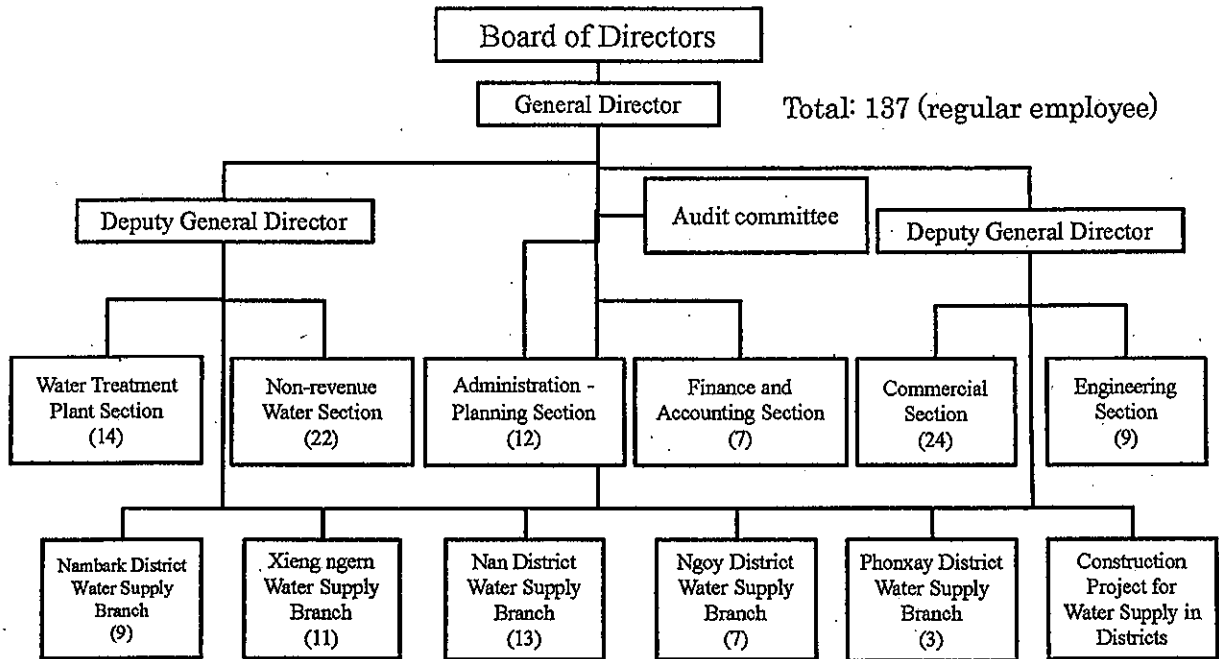 Board of Directors
General Director
Total: 137 (regular employee)
Deputy General Director
Audit committee
Deputy General Director
Water Treatment
Plant Section
(14)
Non-revenue
Water Section
(22)
Administration -
Planning Section
(12)
Finance and
Accounting Section
(7)
Commercial
Section
(24)
Engineering
Section
(9)
Nambark District
Water Supply
Branch
(9)
Xieng ngern
Water Supply
Branch
(11)
Nan District
Water Supply
Branch
(13)
Ngoy District
Water Supply
Branch
(7)
Phonxay District
Water Supply
Branch
(3)
Construction
Project for
Water Supply in
Districts